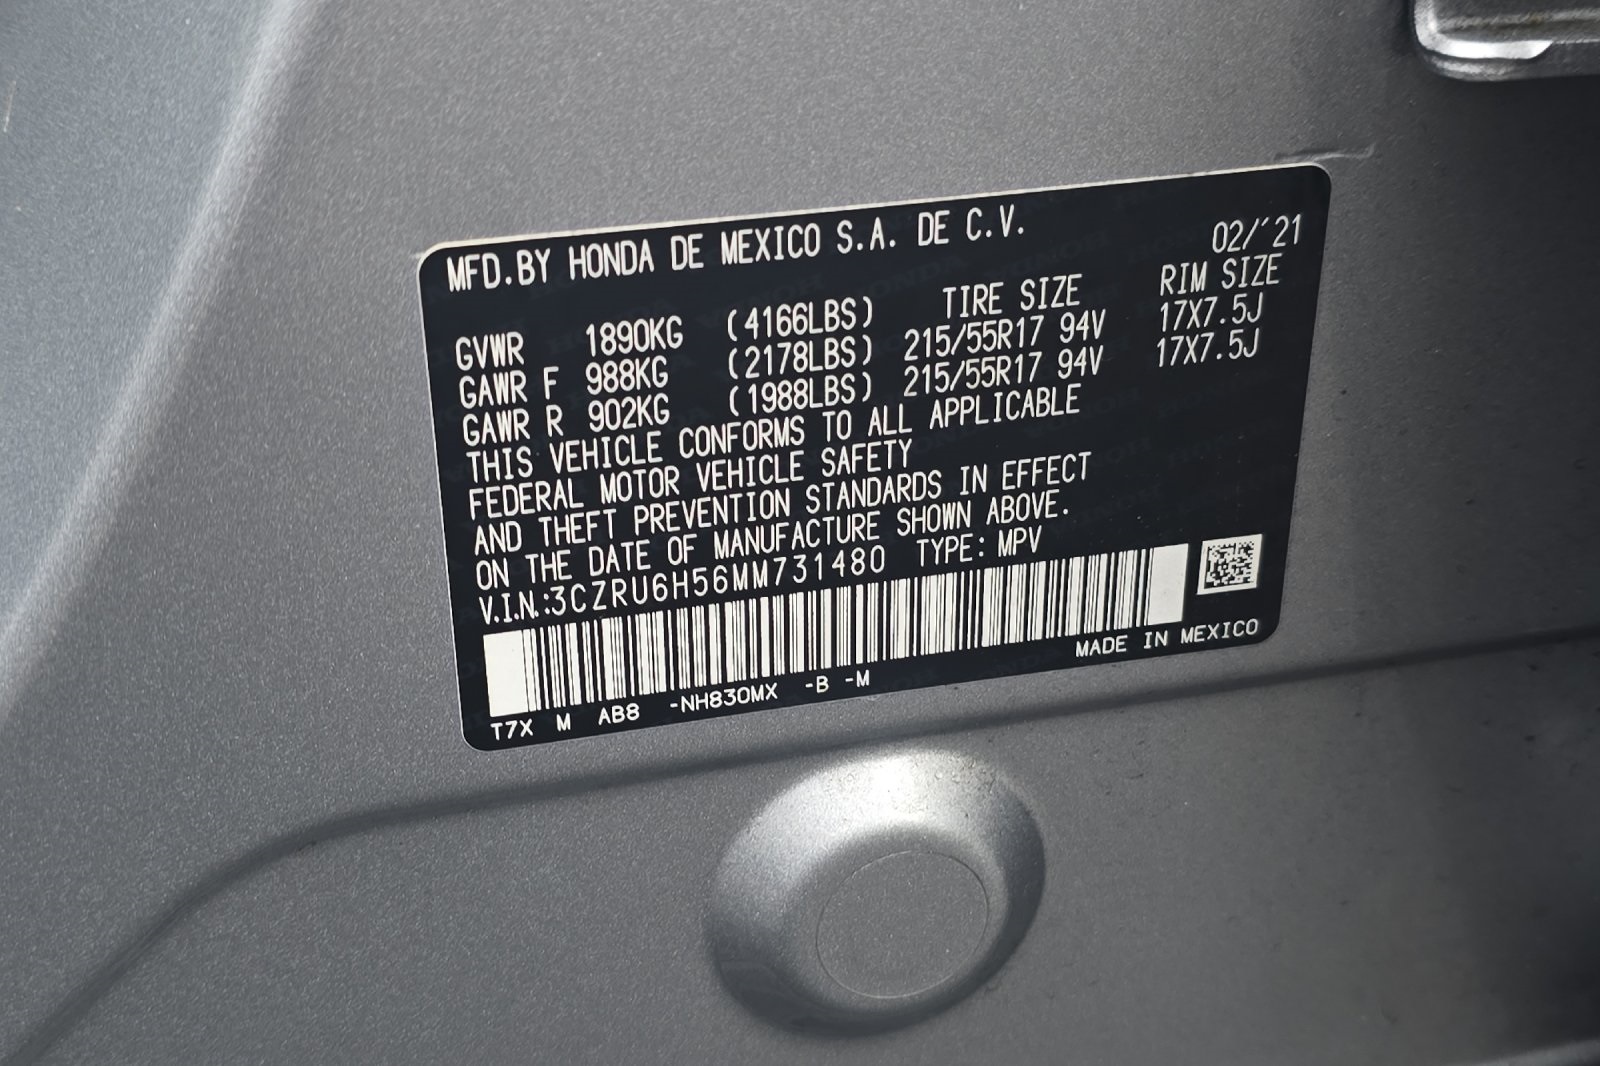 MFD.BY HONDA DE MEXICO S.A. DE C.V. 02/'21
TIRE SIZE RIM SIZE
GVWR 1890KG (4166LBS)
GAWR F 988KG (2178LBS) 215/55R17 94V 17X7.5J
GAWR R 902KG (1988LBS) 215/55R17 94V 17X7.5J
THIS VEHICLE CONFORMS TO ALL APPLICABLE
FEDERAL MOTOR VEHICLE SAFETY
AND THEFT PREVENTION STANDARDS IN EFFECT
ON THE DATE OF MANUFACTURE SHOWN ABOVE.
V.I.N.:3CZRU6H56MM731480 TYPE: MPV
MADE IN MEXICO
T7X M AB8 -NH830MX -B -M